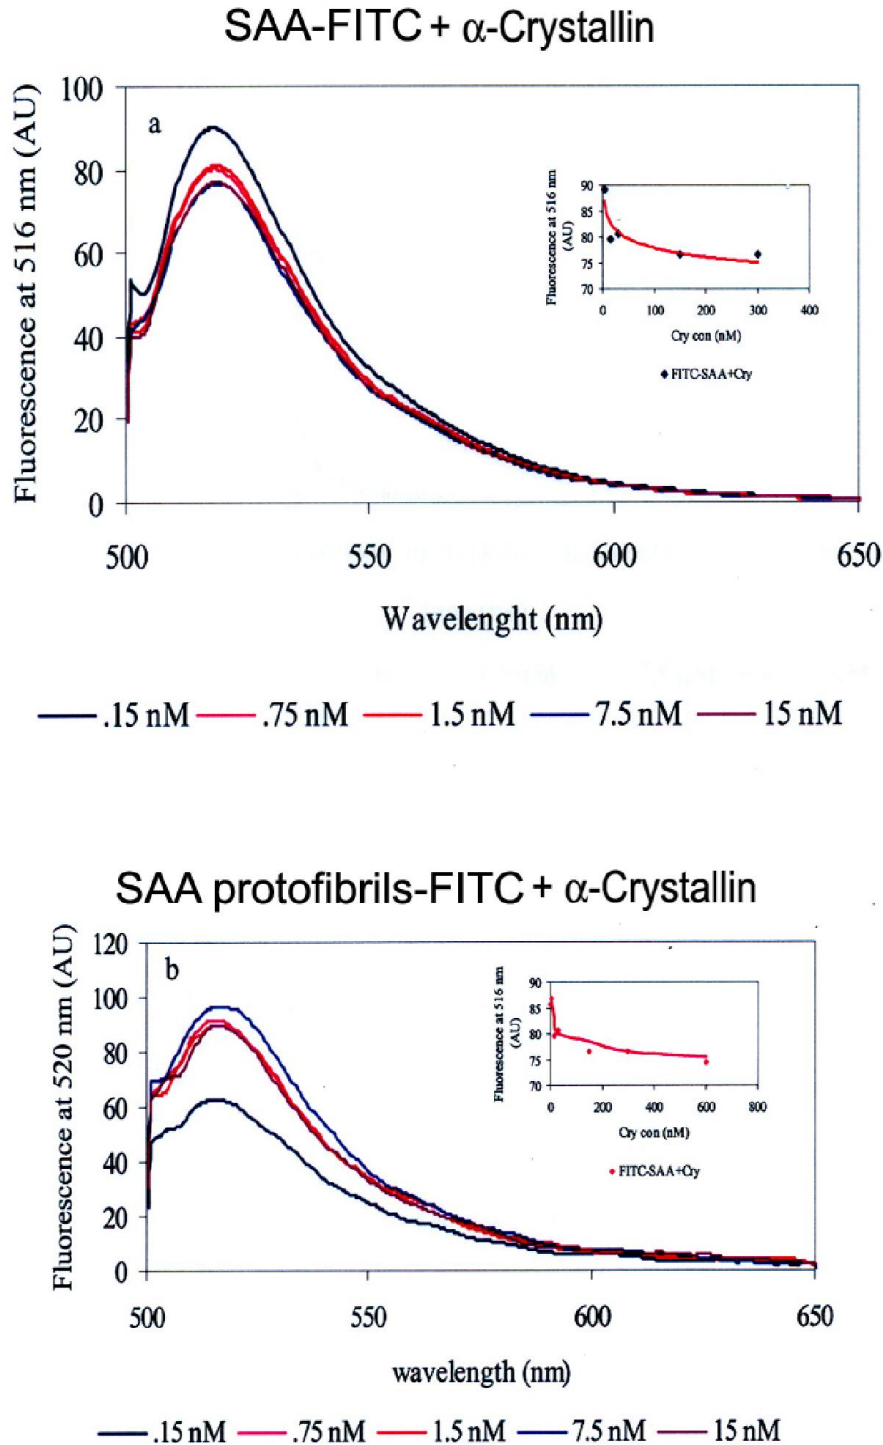 SAA-FITC + α-Crystallin
Fluorescence at 516 nm (AU)
100
80
60
40
20
0
a
Fluorescence at 516 nm
(AU)
90
85
80
75
70
0 100 200 300 400
Cry con (nM)
FITC-SAA+Cry
500 550 600 650
Wavelenght (nm)
.15 nM .75 nM 1.5 nM 7.5 nM 15 nM
SAA protofibrils-FITC + α-Crystallin
Fluorescence at 520 nm (AU)
120
100
80
60
40
20
0
b
Fluorescence at 516 nm
(AU)
90
85
80
75
70
0 200 400 600 800
Cry con (nM)
FITC-SAA+Cry
500 550 600 650
wavelength (nm)
.15 nM .75 nM 1.5 nM 7.5 nM 15 nM